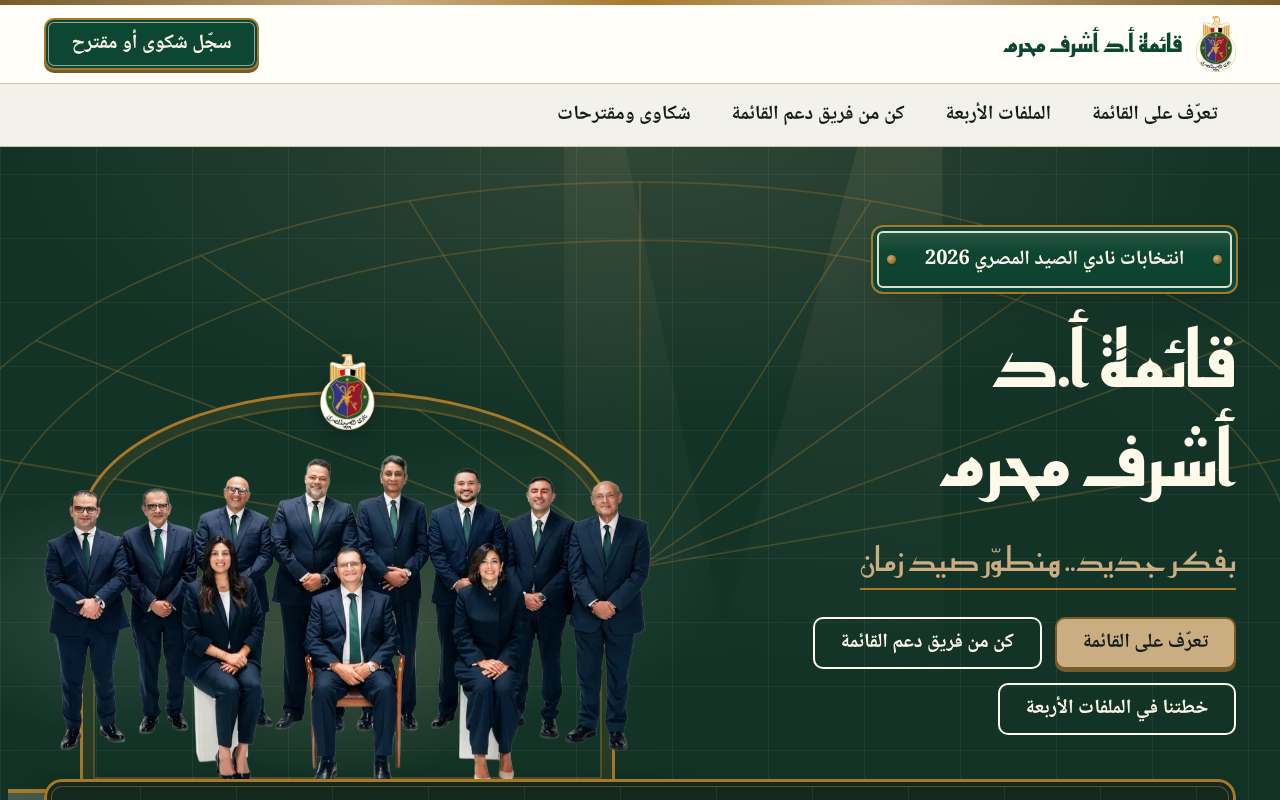 قائمة أ.د أشرف محرم
سجّل شكوى أو مقترح
تعرّف على القائمة
الملفات الأربعة
كن من فريق دعم القائمة
شكاوى ومقترحات
انتخابات نادي الصيد المصري 2026
قائمة أ.د
أشرف محرم
بفكر جديد.. هنطوّر صيد زمان
تعرّف على القائمة
كن من فريق دعم القائمة
خطتنا في الملفات الأربعة